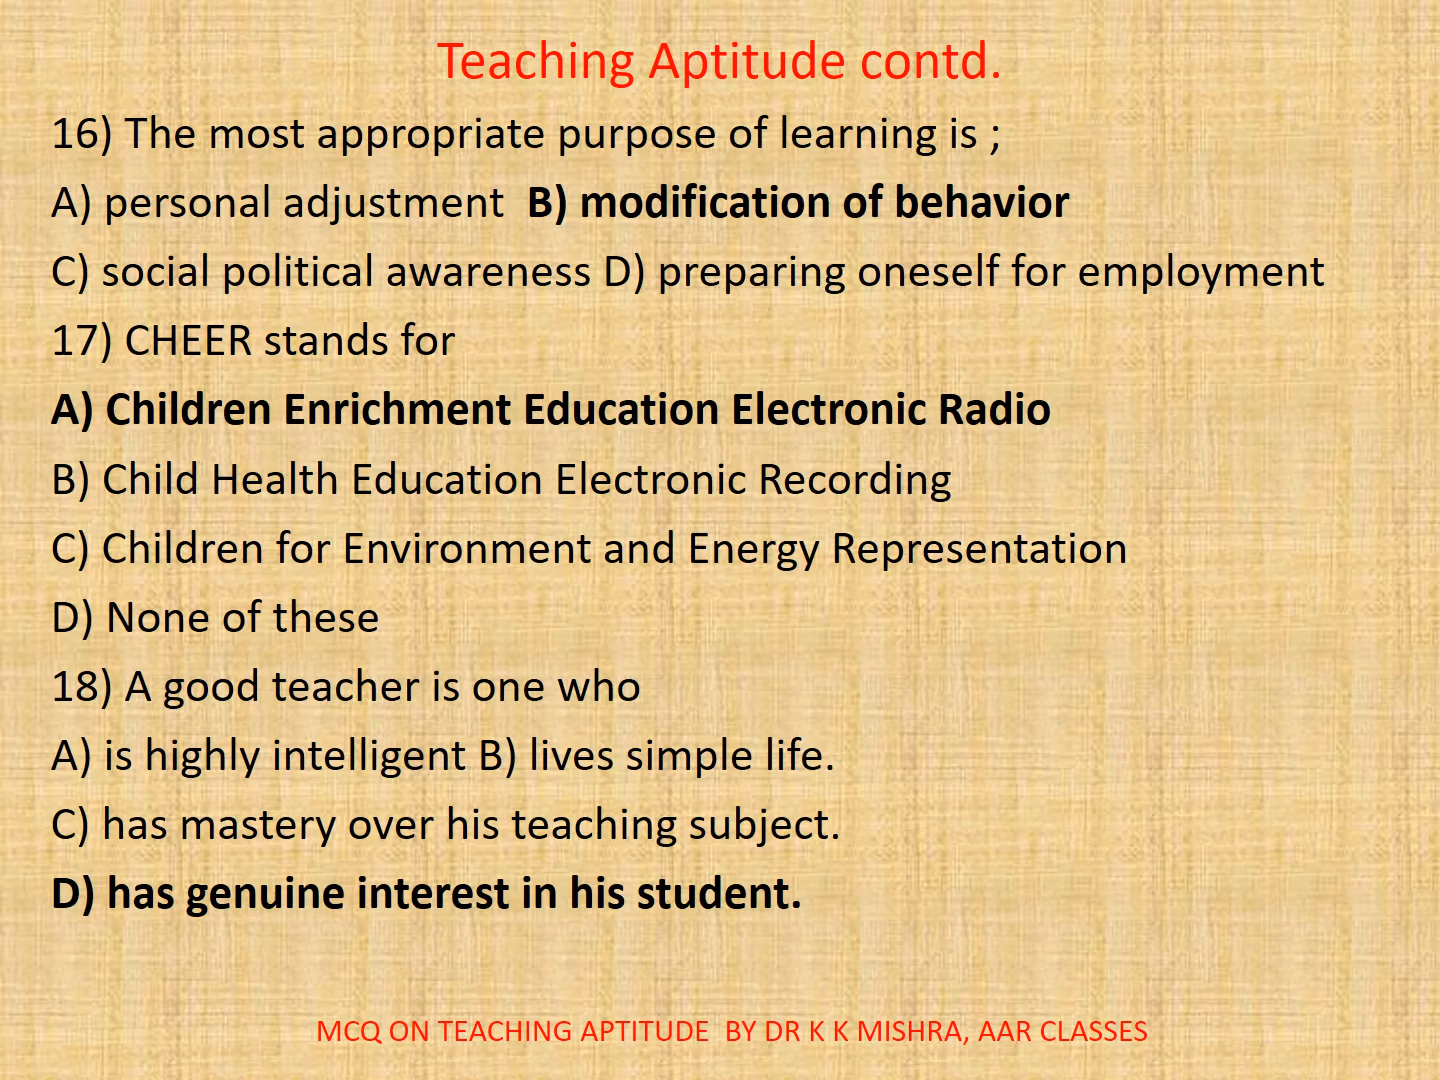 Teaching Aptitude contd.
16) The most appropriate purpose of learning is ;
A) personal adjustment  B) modification of behavior
C) social political awareness D) preparing oneself for employment
17) CHEER stands for
A) Children Enrichment Education Electronic Radio
B) Child Health Education Electronic Recording
C) Children for Environment and Energy Representation
D) None of these
18) A good teacher is one who
A) is highly intelligent B) lives simple life.
C) has mastery over his teaching subject.
D) has genuine interest in his student.
MCQ ON TEACHING APTITUDE  BY DR K K MISHRA, AAR CLASSES